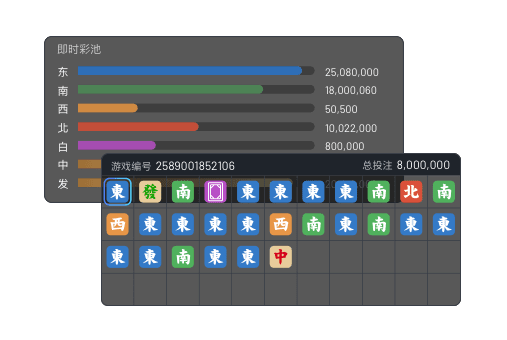 即时彩池
东 25,080,000
南 18,000,060
西 50,500
北 10,022,000
白 800,000
中
发
游戏编号 2589001852106 总投注 8,000,000
東 發 南 東 東 東 東 南 北 南
西 東 東 東 東 西 南 東 南 東 東
東 東 南 東 東 中